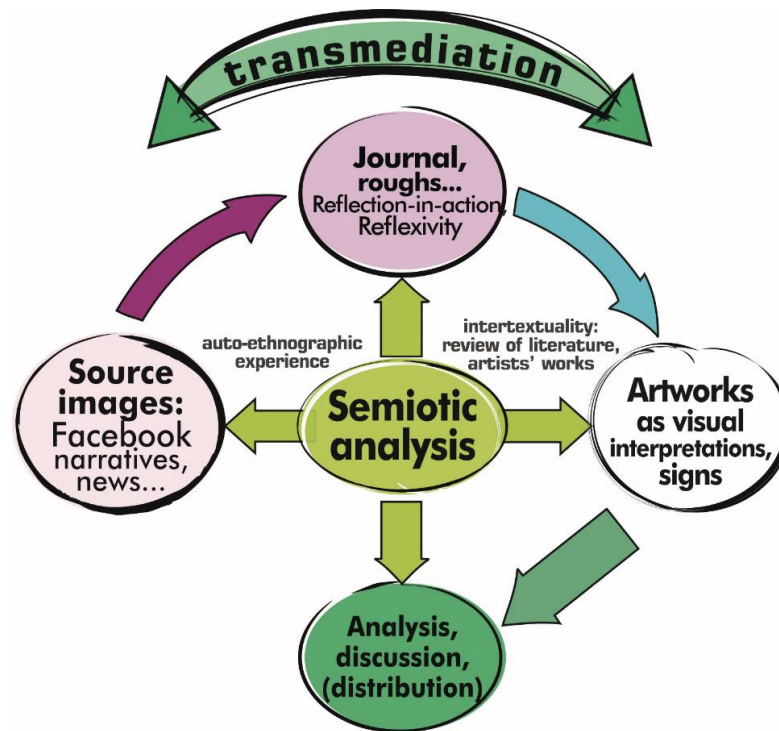 transmediation
Journal,
roughs...
Reflection-in-action,
Reflexivity
auto-ethnographic
experience
intertextuality:
review of literature,
artists' works
Source
images:
Facebook
narratives,
news...
Semiotic
analysis
Artworks
as visual
interpretations,
signs
Analysis,
discussion,
(distribution)